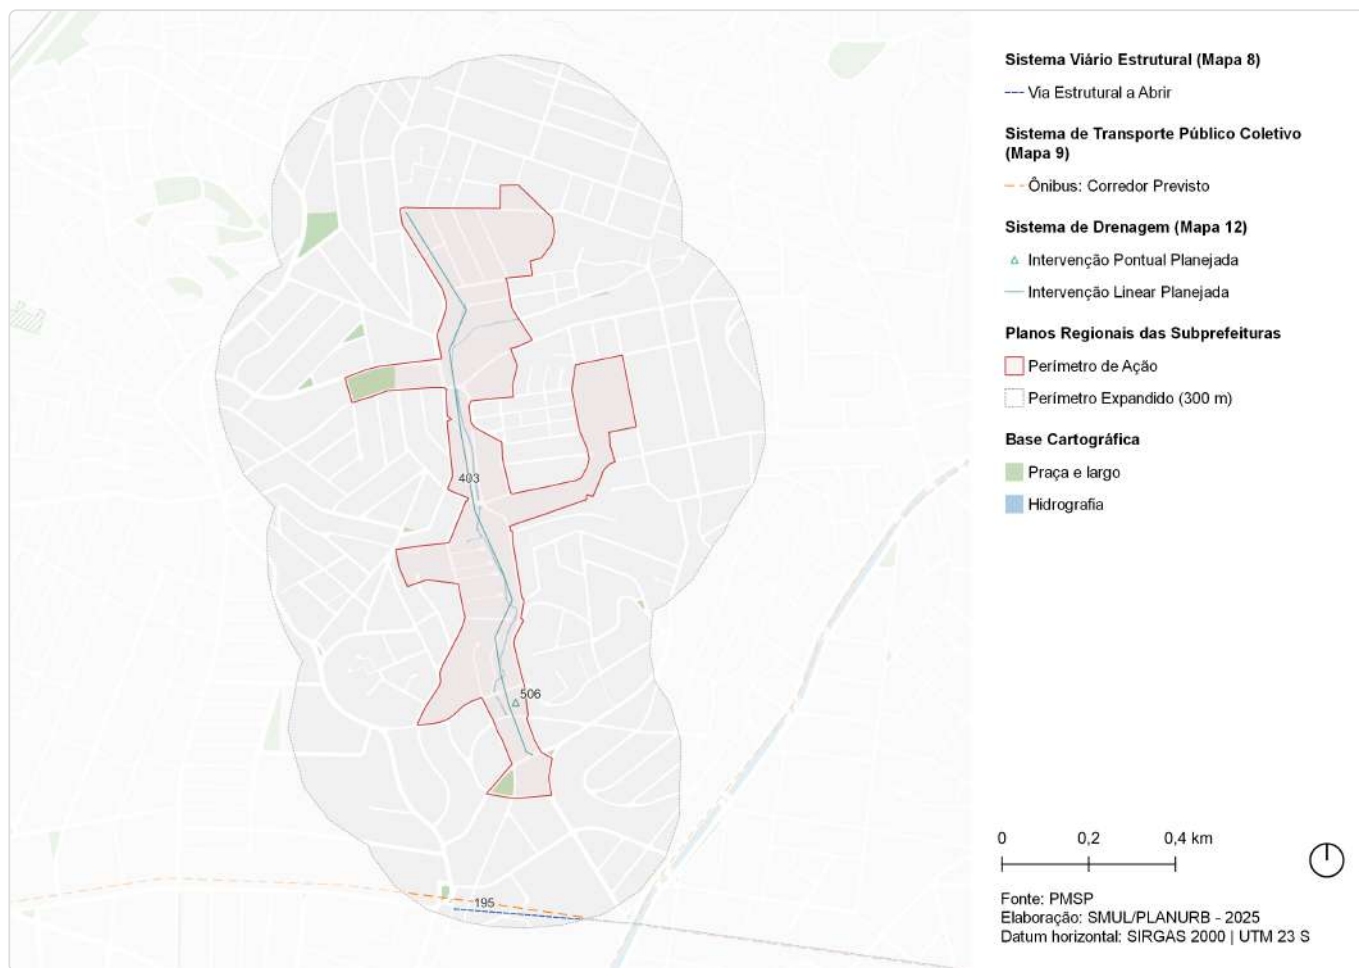 Sistema Viário Estrutural (Mapa 8)
Via Estrutural a Abrir
Sistema de Transporte Público Coletivo
(Mapa 9)
Ônibus: Corredor Previsto
Sistema de Drenagem (Mapa 12)
Intervenção Pontual Planejada
Intervenção Linear Planejada
Planos Regionais das Subprefeituras
Perímetro de Ação
Perímetro Expandido (300 m)
Base Cartográfica
Praça e largo
Hidrografia
403
506
195
0 0,2 0,4 km
Fonte: PMSP
Elaboração: SMUL/PLANURB - 2025
Datum horizontal: SIRGAS 2000 | UTM 23 S